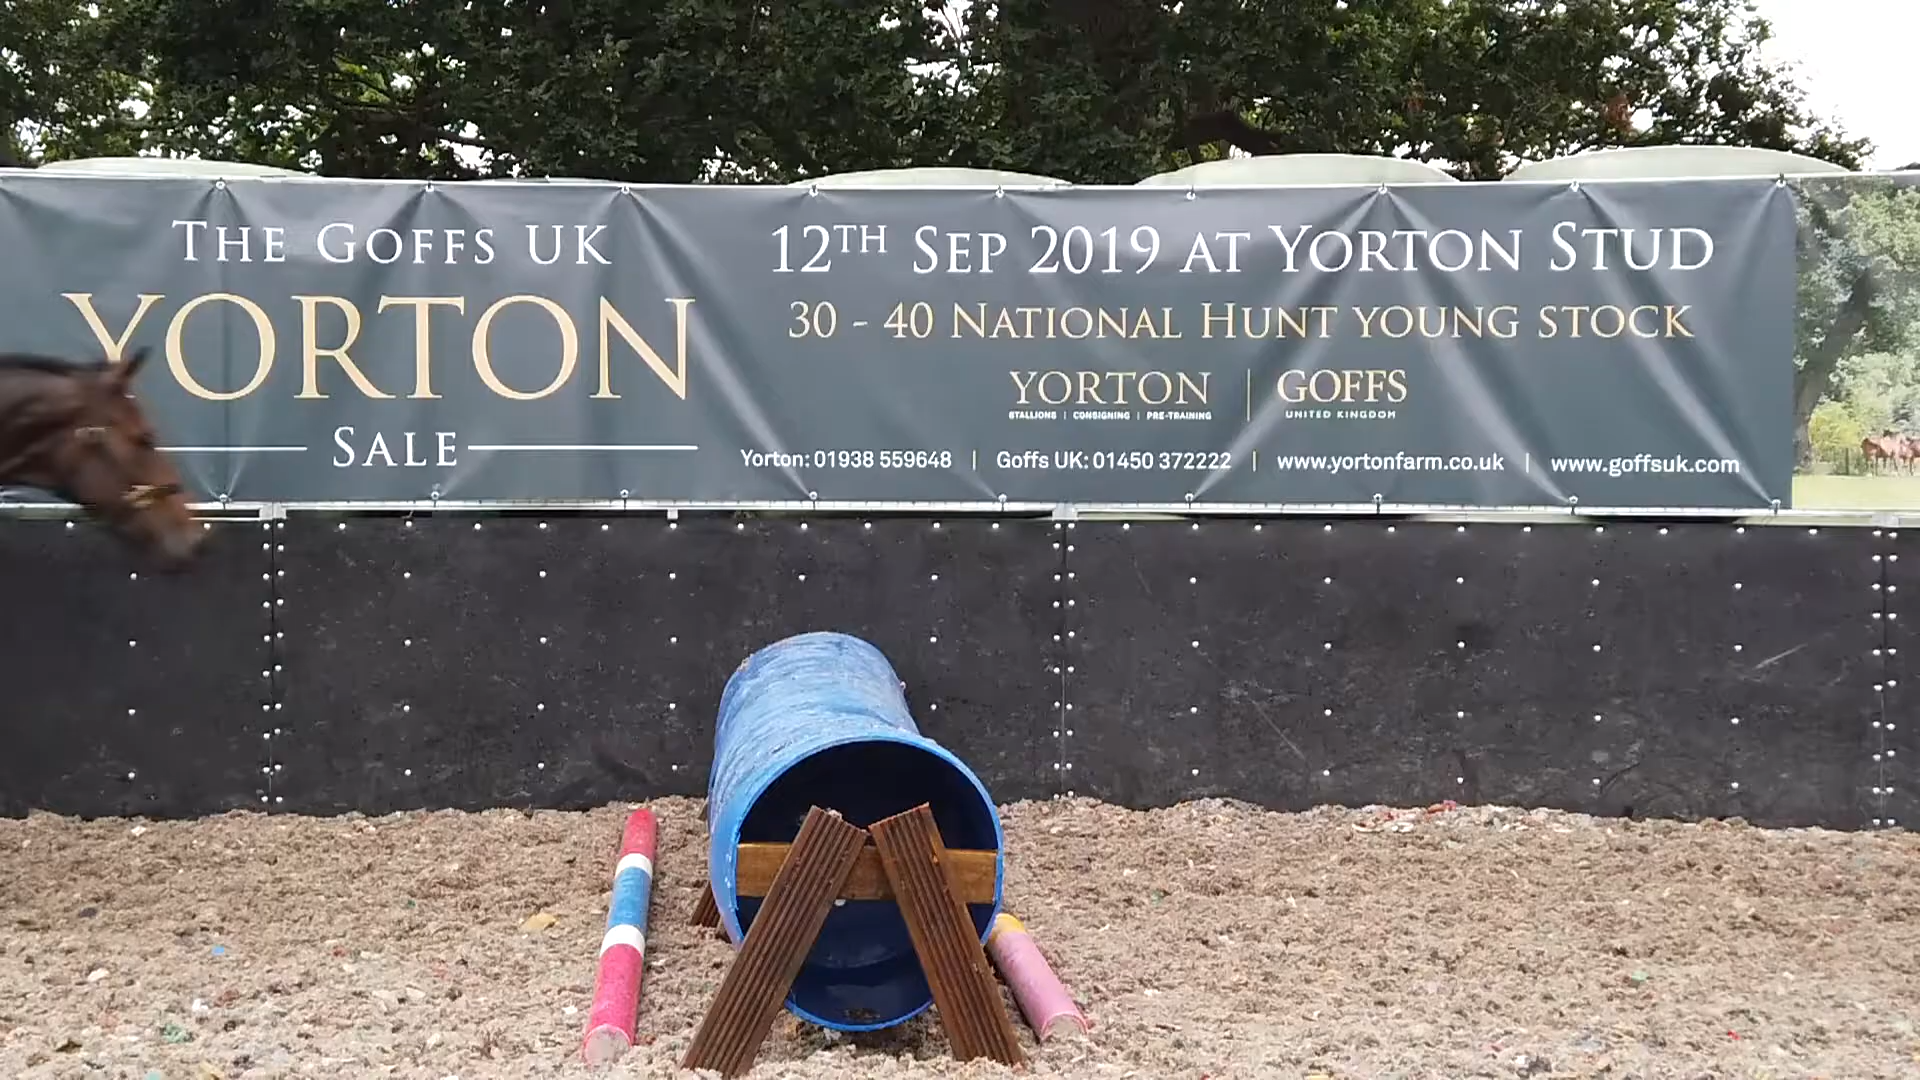 THE GOFFS UK
YORTON
SALE
12TH SEP 2019 AT YORTON STUD
30 - 40 NATIONAL HUNT YOUNG STOCK
YORTON
STALLIONS | CONSIGNING | PRE-TRAINING
GOFFS
UNITED KINGDOM
Yorton: 01938 559648 | Goffs UK: 01450 372222 | www.yortonfarm.co.uk | www.goffsuk.com